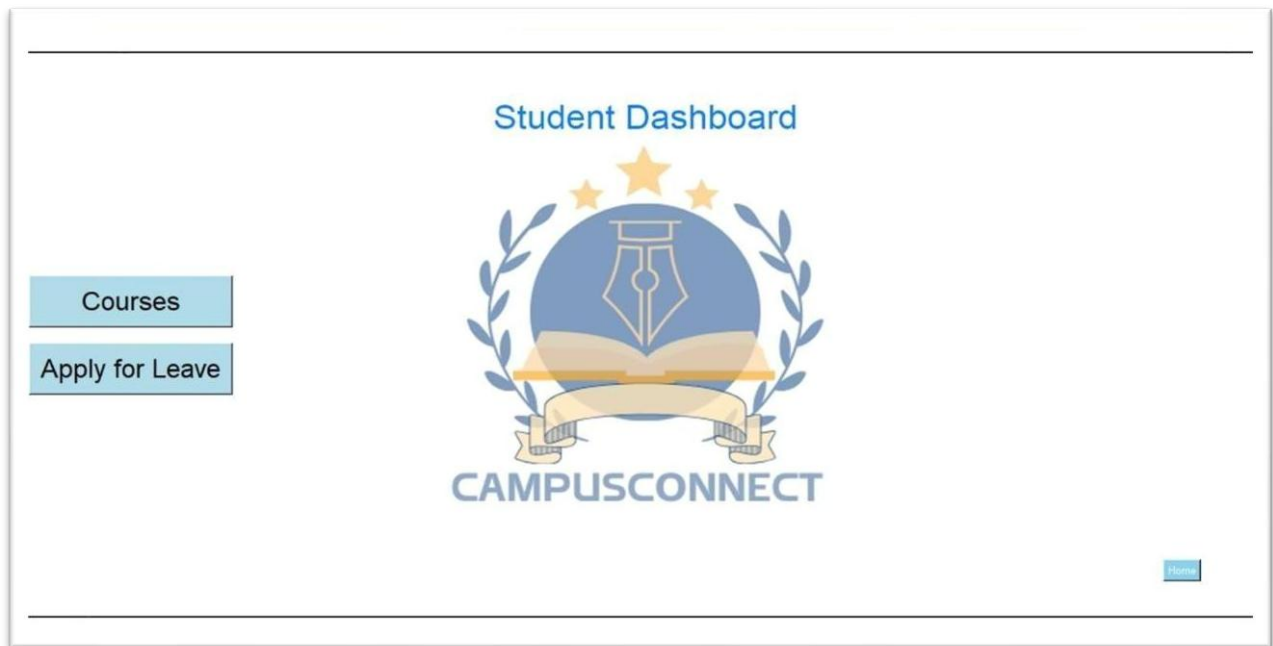 Student Dashboard
Courses
Apply for Leave
CAMPUSCONNECT
Home